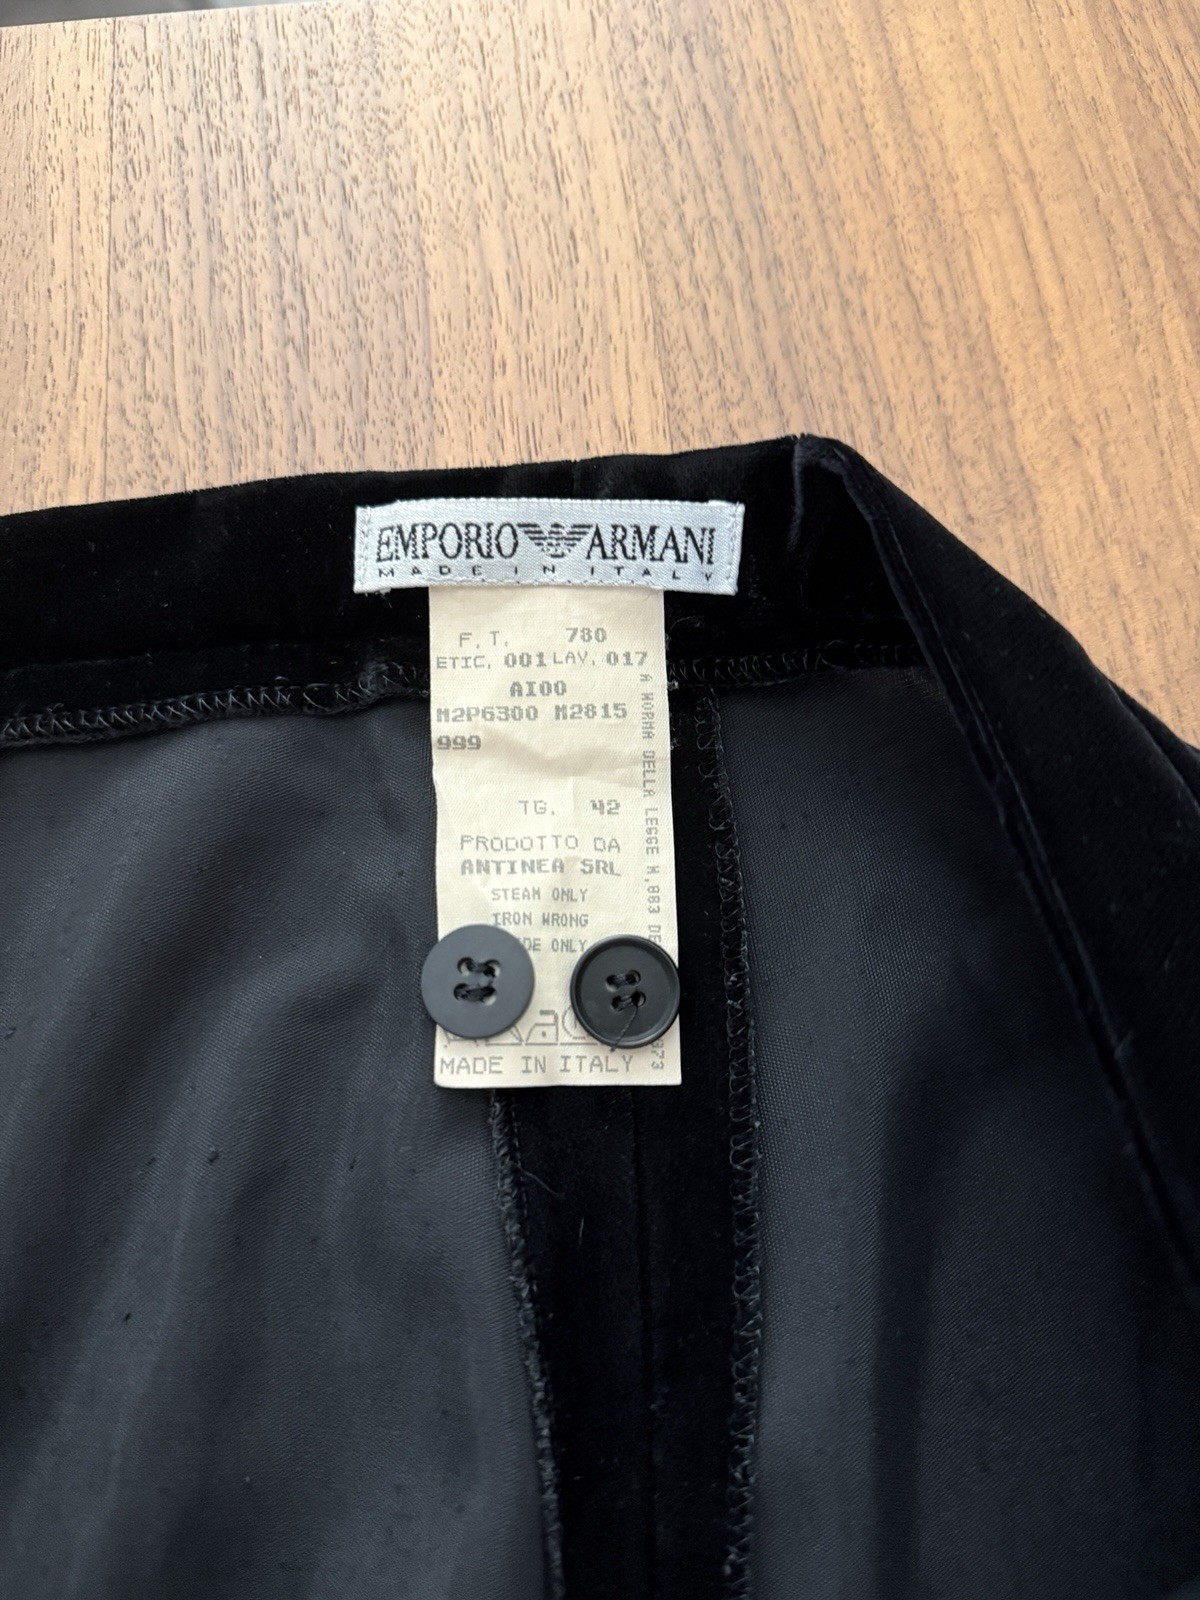 EMPORIO ARMANI
MADE IN ITALY
F.T. 780
ETIC. 001 LAV. 017
AI00
M2P6300 M2815
999
TG. 42
PRODOTTO DA
ANTINEA SRL
STEAM ONLY
IRON WRONG
ONLY
MADE IN ITALY
A NORMA DELLA LEGGE N.883